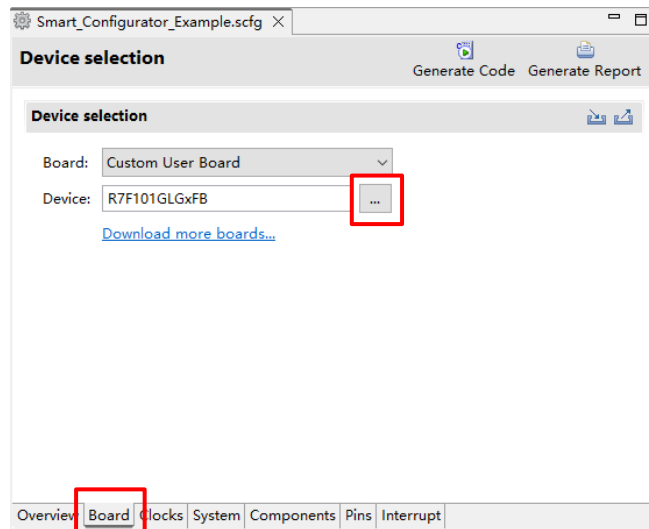 Smart_Configurator_Example.scfg
Device selection
Generate Code Generate Report
Device selection
Board: Custom User Board
Device: R7F101GLGxFB ...
Download more boards...
Overview Board Clocks System Components Pins Interrupt